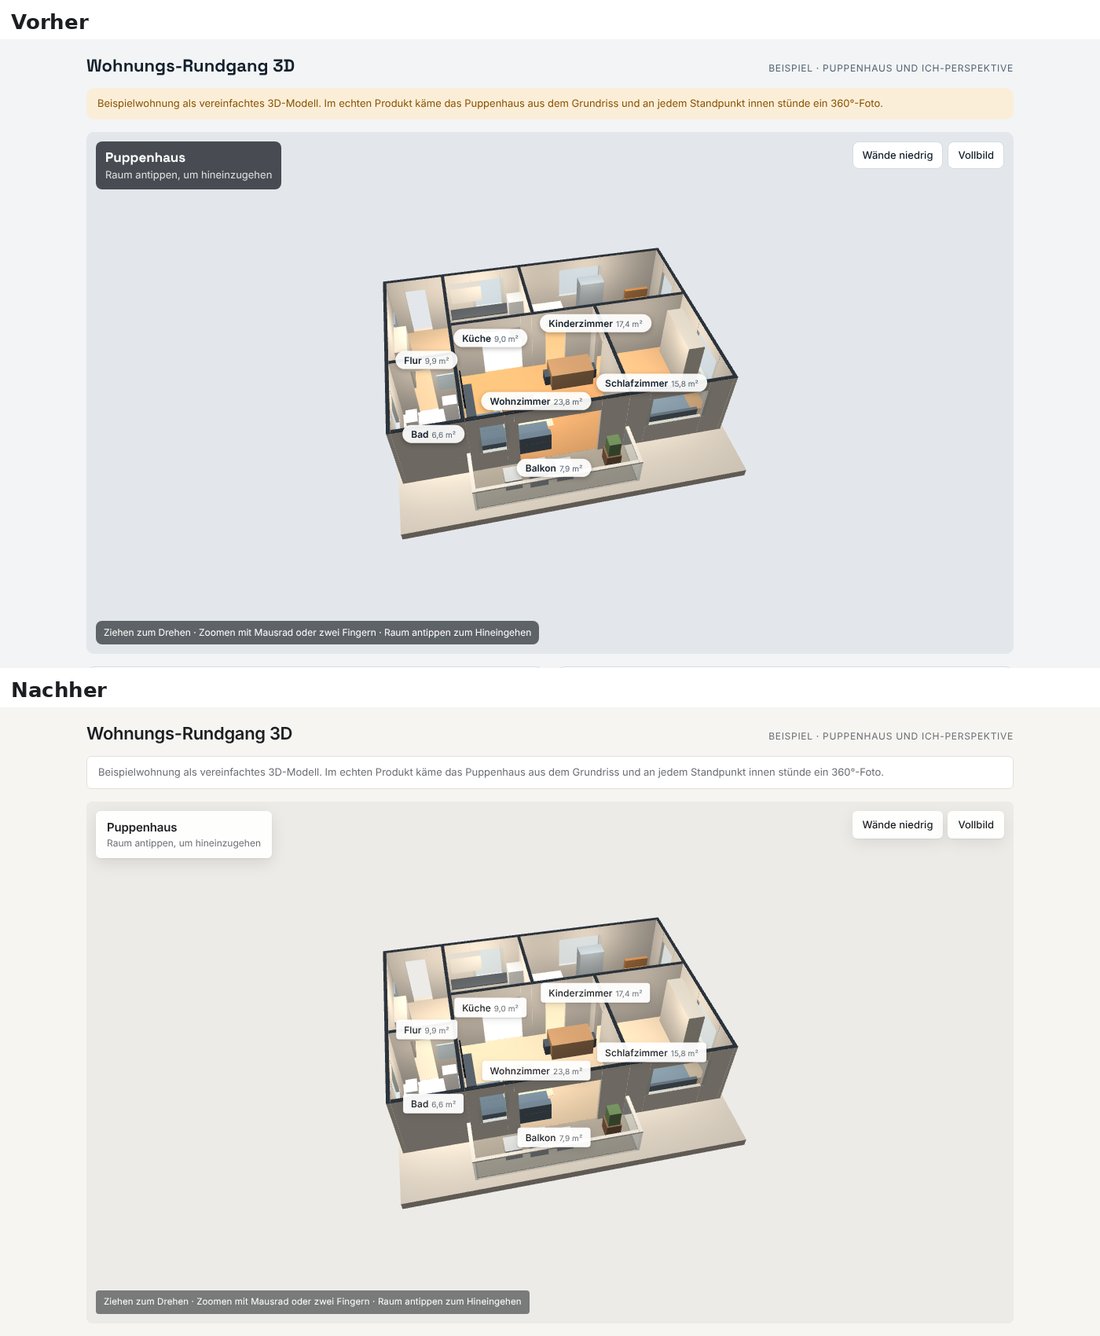 Vorher
Wohnungs-Rundgang 3D
BEISPIEL · PUPPENHAUS UND ICH-PERSPEKTIVE
Beispielwohnung als vereinfachtes 3D-Modell. Im echten Produkt käme das Puppenhaus aus dem Grundriss und an jedem Standpunkt innen stünde ein 360°-Foto.
Puppenhaus
Raum antippen, um hineinzugehen
Wände niedrig
Vollbild
Kinderzimmer 17,4 m²
Küche 9,0 m²
Flur 9,9 m²
Schlafzimmer 15,8 m²
Wohnzimmer 23,8 m²
Bad 6,6 m²
Balkon 7,9 m²
Ziehen zum Drehen · Zoomen mit Mausrad oder zwei Fingern · Raum antippen zum Hineingehen
Nachher
Wohnungs-Rundgang 3D
BEISPIEL · PUPPENHAUS UND ICH-PERSPEKTIVE
Beispielwohnung als vereinfachtes 3D-Modell. Im echten Produkt käme das Puppenhaus aus dem Grundriss und an jedem Standpunkt innen stünde ein 360°-Foto.
Puppenhaus
Raum antippen, um hineinzugehen
Wände niedrig
Vollbild
Kinderzimmer 17,4 m²
Küche 9,0 m²
Flur 9,9 m²
Schlafzimmer 15,8 m²
Wohnzimmer 23,8 m²
Bad 6,6 m²
Balkon 7,9 m²
Ziehen zum Drehen · Zoomen mit Mausrad oder zwei Fingern · Raum antippen zum Hineingehen